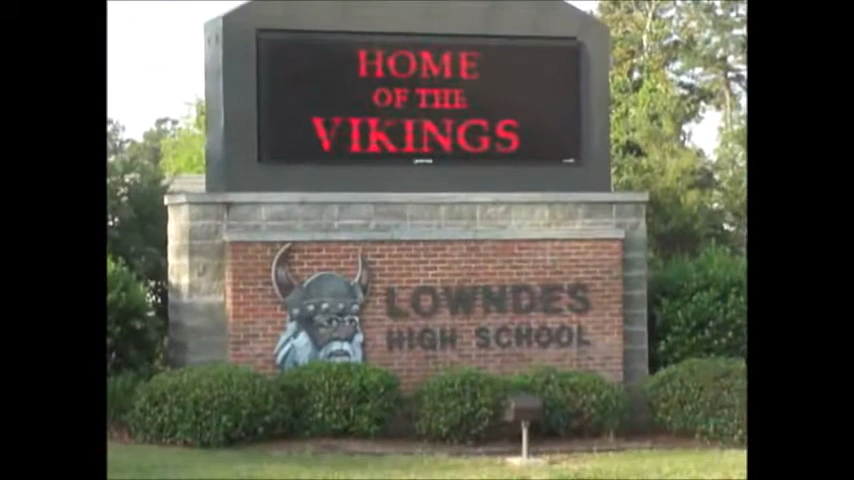 HOME
OF THE
VIKINGS
LOWNDES
HIGH SCHOOL